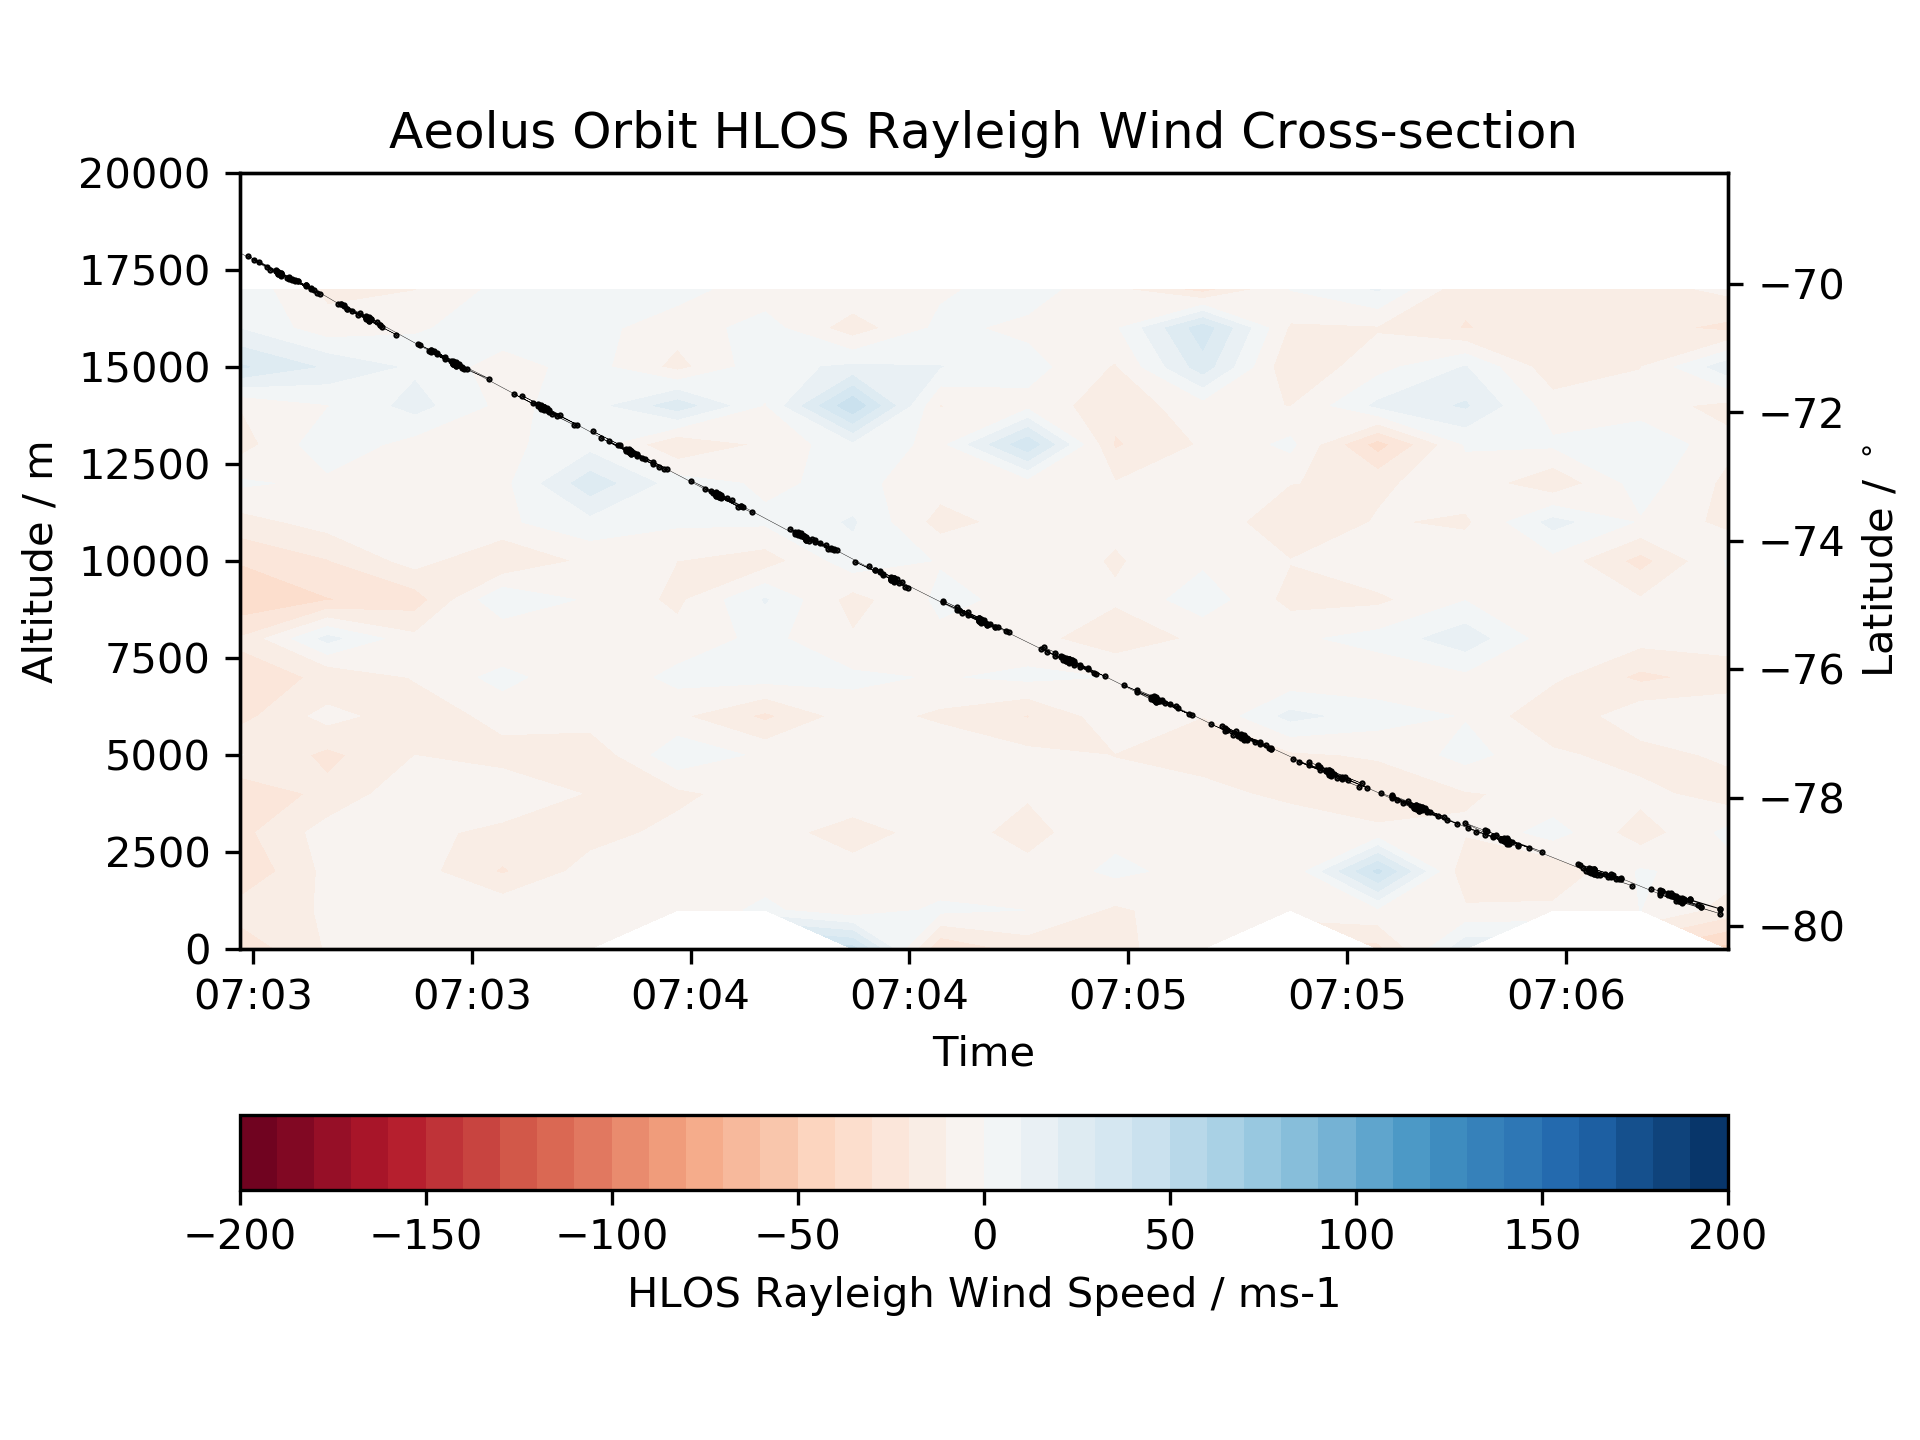 Aeolus Orbit HLOS Rayleigh Wind Cross-section
20000
17500
15000
12500
10000
7500
5000
2500
0
Altitude / m
−70
−72
−74
−76
−78
−80
Latitude / °
07:03 07:03 07:04 07:04 07:05 07:05 07:06
Time
−200 −150 −100 −50 0 50 100 150 200
HLOS Rayleigh Wind Speed / ms-1